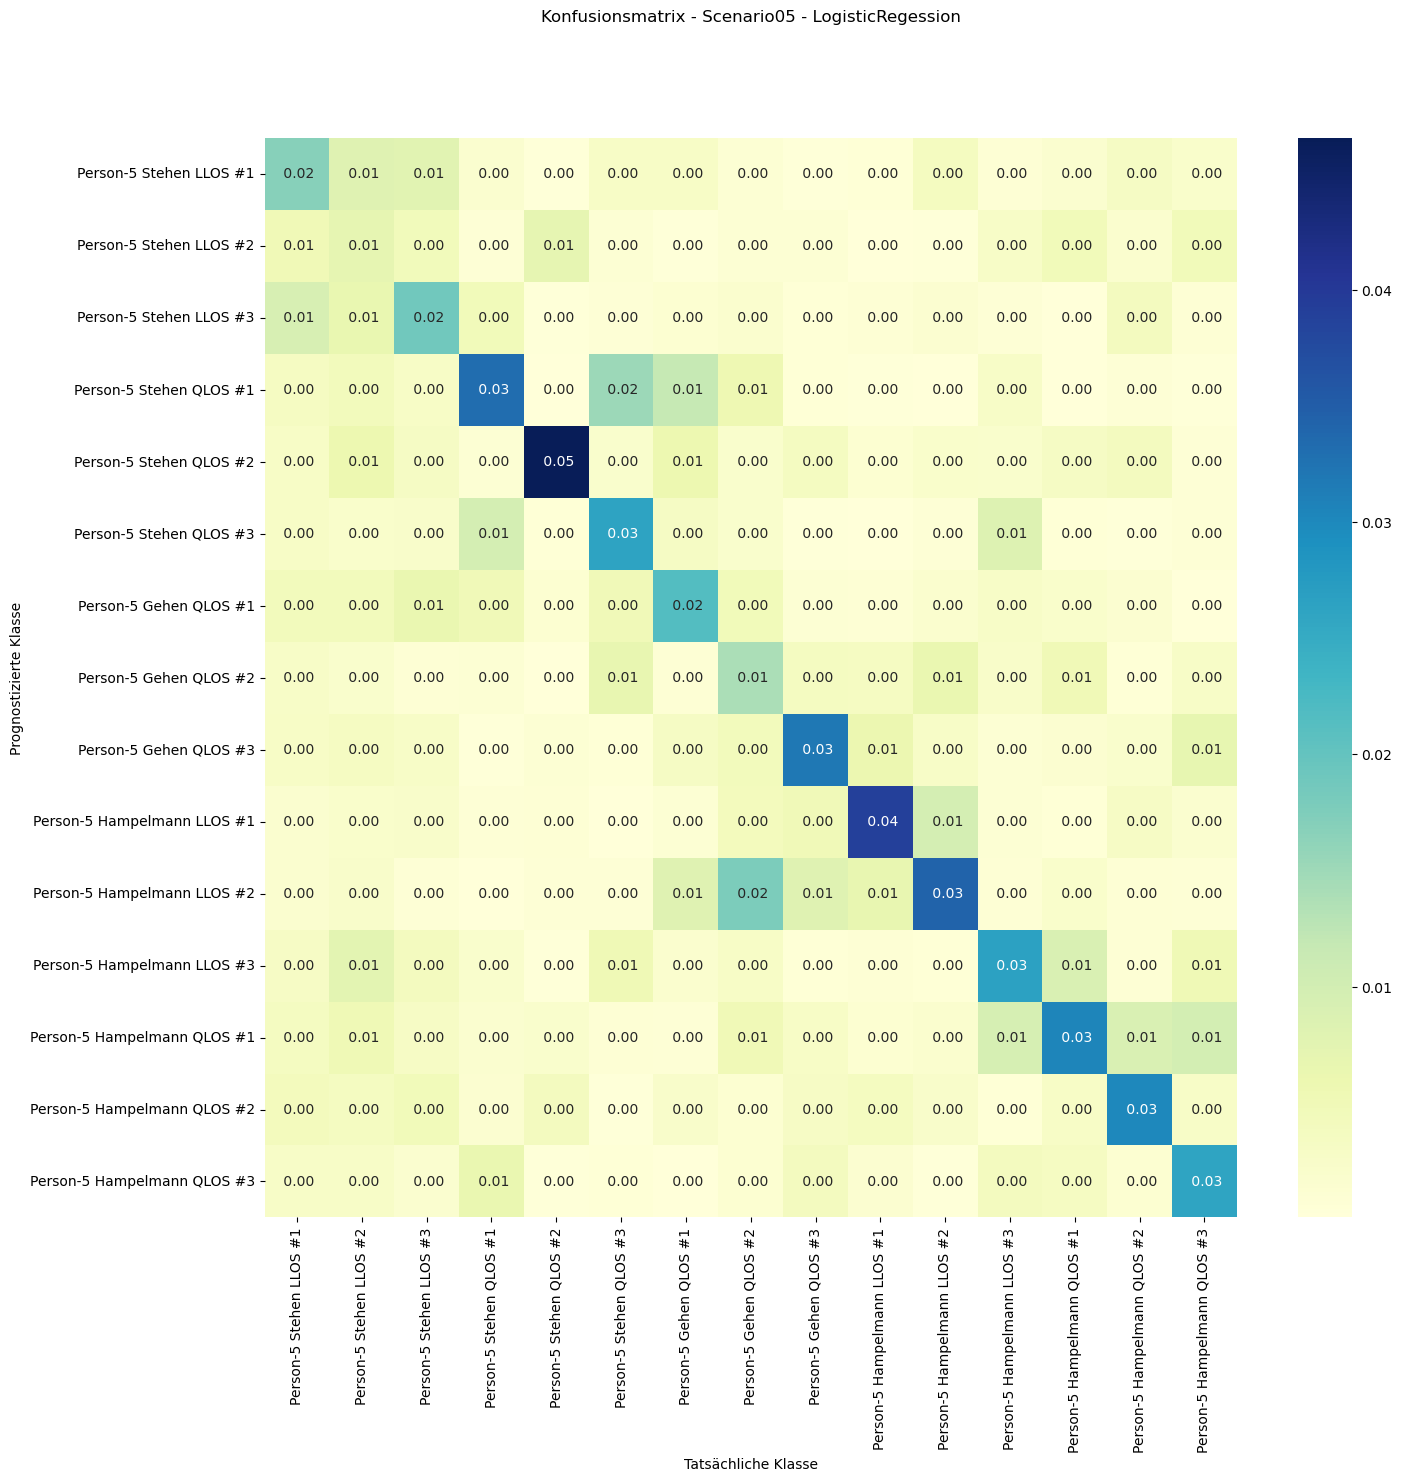 Konfusionsmatrix - Scenario05 - LogisticRegession
Person-5 Stehen LLOS #1 0.02 0.01 0.01 0.00 0.00 0.00 0.00 0.00 0.00 0.00 0.00 0.00 0.00 0.00 0.00
Person-5 Stehen LLOS #2 0.01 0.01 0.00 0.00 0.01 0.00 0.00 0.00 0.00 0.00 0.00 0.00 0.00 0.00 0.00
Person-5 Stehen LLOS #3 0.01 0.01 0.02 0.00 0.00 0.00 0.00 0.00 0.00 0.00 0.00 0.00 0.00 0.00 0.00
Person-5 Stehen QLOS #1 0.00 0.00 0.00 0.03 0.00 0.02 0.01 0.01 0.00 0.00 0.00 0.00 0.00 0.00 0.00
Person-5 Stehen QLOS #2 0.00 0.01 0.00 0.00 0.05 0.00 0.01 0.00 0.00 0.00 0.00 0.00 0.00 0.00 0.00
Person-5 Stehen QLOS #3 0.00 0.00 0.00 0.01 0.00 0.03 0.00 0.00 0.00 0.00 0.00 0.01 0.00 0.00 0.00
Person-5 Gehen QLOS #1 0.00 0.00 0.01 0.00 0.00 0.00 0.02 0.00 0.00 0.00 0.00 0.00 0.00 0.00 0.00
Person-5 Gehen QLOS #2 0.00 0.00 0.00 0.00 0.00 0.01 0.00 0.01 0.00 0.00 0.01 0.00 0.01 0.00 0.00
Person-5 Gehen QLOS #3 0.00 0.00 0.00 0.00 0.00 0.00 0.00 0.00 0.03 0.01 0.00 0.00 0.00 0.00 0.01
Person-5 Hampelmann LLOS #1 0.00 0.00 0.00 0.00 0.00 0.00 0.00 0.00 0.00 0.04 0.01 0.00 0.00 0.00 0.00
Person-5 Hampelmann LLOS #2 0.00 0.00 0.00 0.00 0.00 0.00 0.01 0.02 0.01 0.01 0.03 0.00 0.00 0.00 0.00
Person-5 Hampelmann LLOS #3 0.00 0.01 0.00 0.00 0.00 0.01 0.00 0.00 0.00 0.00 0.00 0.03 0.01 0.00 0.01
Person-5 Hampelmann QLOS #1 0.00 0.01 0.00 0.00 0.00 0.00 0.00 0.01 0.00 0.00 0.00 0.01 0.03 0.01 0.01
Person-5 Hampelmann QLOS #2 0.00 0.00 0.00 0.00 0.00 0.00 0.00 0.00 0.00 0.00 0.00 0.00 0.00 0.03 0.00
Person-5 Hampelmann QLOS #3 0.00 0.00 0.00 0.01 0.00 0.00 0.00 0.00 0.00 0.00 0.00 0.00 0.00 0.00 0.03
Prognostizierte Klasse
Person-5 Stehen LLOS #1
Person-5 Stehen LLOS #2
Person-5 Stehen LLOS #3
Person-5 Stehen QLOS #1
Person-5 Stehen QLOS #2
Person-5 Stehen QLOS #3
Person-5 Gehen QLOS #1
Person-5 Gehen QLOS #2
Person-5 Gehen QLOS #3
Person-5 Hampelmann LLOS #1
Person-5 Hampelmann LLOS #2
Person-5 Hampelmann LLOS #3
Person-5 Hampelmann QLOS #1
Person-5 Hampelmann QLOS #2
Person-5 Hampelmann QLOS #3
Tatsächliche Klasse
0.04
0.03
0.02
0.01